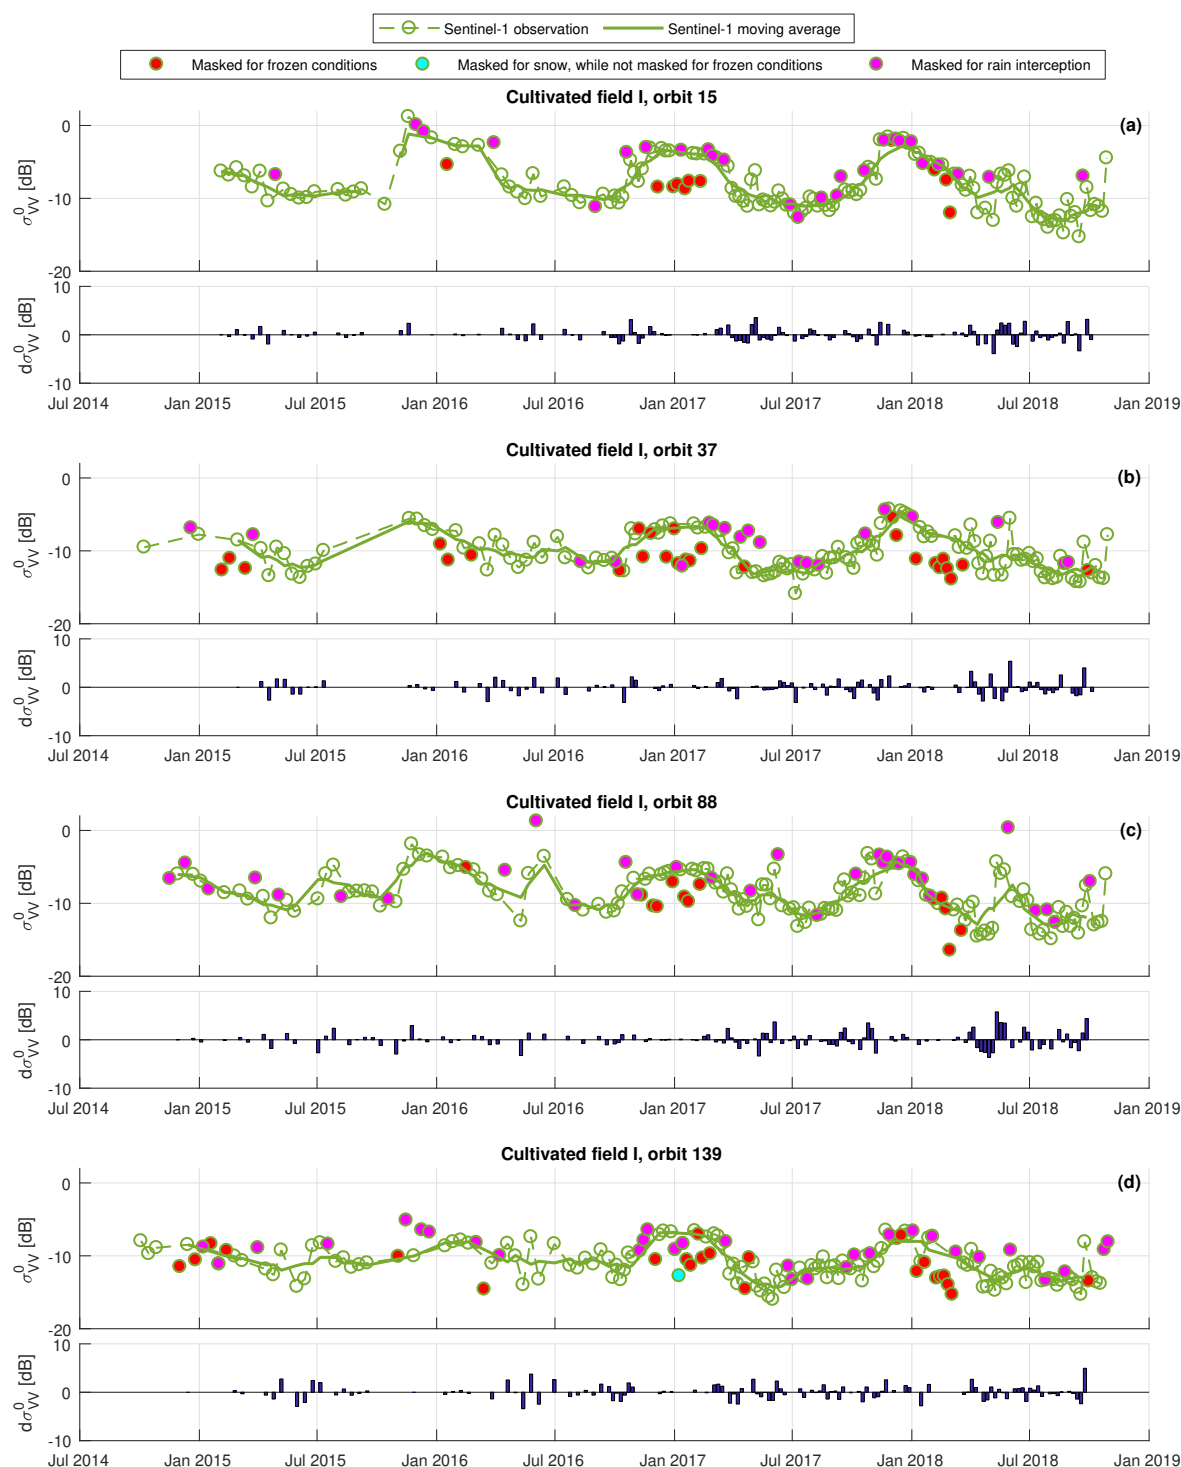 Sentinel-1 observation Sentinel-1 moving average
Masked for frozen conditions Masked for snow, while not masked for frozen conditions Masked for rain interception
Cultivated field I, orbit 15
(a)
0
-10
-20
σ⁰VV [dB]
10
0
-10
dσ⁰VV [dB]
Jul 2014 Jan 2015 Jul 2015 Jan 2016 Jul 2016 Jan 2017 Jul 2017 Jan 2018 Jul 2018 Jan 2019
Cultivated field I, orbit 37
(b)
0
-10
-20
σ⁰VV [dB]
10
0
-10
dσ⁰VV [dB]
Jul 2014 Jan 2015 Jul 2015 Jan 2016 Jul 2016 Jan 2017 Jul 2017 Jan 2018 Jul 2018 Jan 2019
Cultivated field I, orbit 88
(c)
0
-10
-20
σ⁰VV [dB]
10
0
-10
dσ⁰VV [dB]
Jul 2014 Jan 2015 Jul 2015 Jan 2016 Jul 2016 Jan 2017 Jul 2017 Jan 2018 Jul 2018 Jan 2019
Cultivated field I, orbit 139
(d)
0
-10
-20
σ⁰VV [dB]
10
0
-10
dσ⁰VV [dB]
Jul 2014 Jan 2015 Jul 2015 Jan 2016 Jul 2016 Jan 2017 Jul 2017 Jan 2018 Jul 2018 Jan 2019